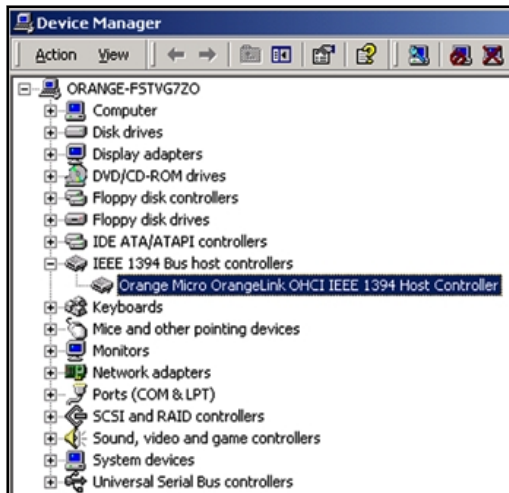 Device Manager
Action View
ORANGE-FSTVG7ZO
Computer
Disk drives
Display adapters
DVD/CD-ROM drives
Floppy disk controllers
Floppy disk drives
IDE ATA/ATAPI controllers
IEEE 1394 Bus host controllers
Orange Micro OrangeLink OHCI IEEE 1394 Host Controller
Keyboards
Mice and other pointing devices
Monitors
Network adapters
Ports (COM & LPT)
SCSI and RAID controllers
Sound, video and game controllers
System devices
Universal Serial Bus controllers